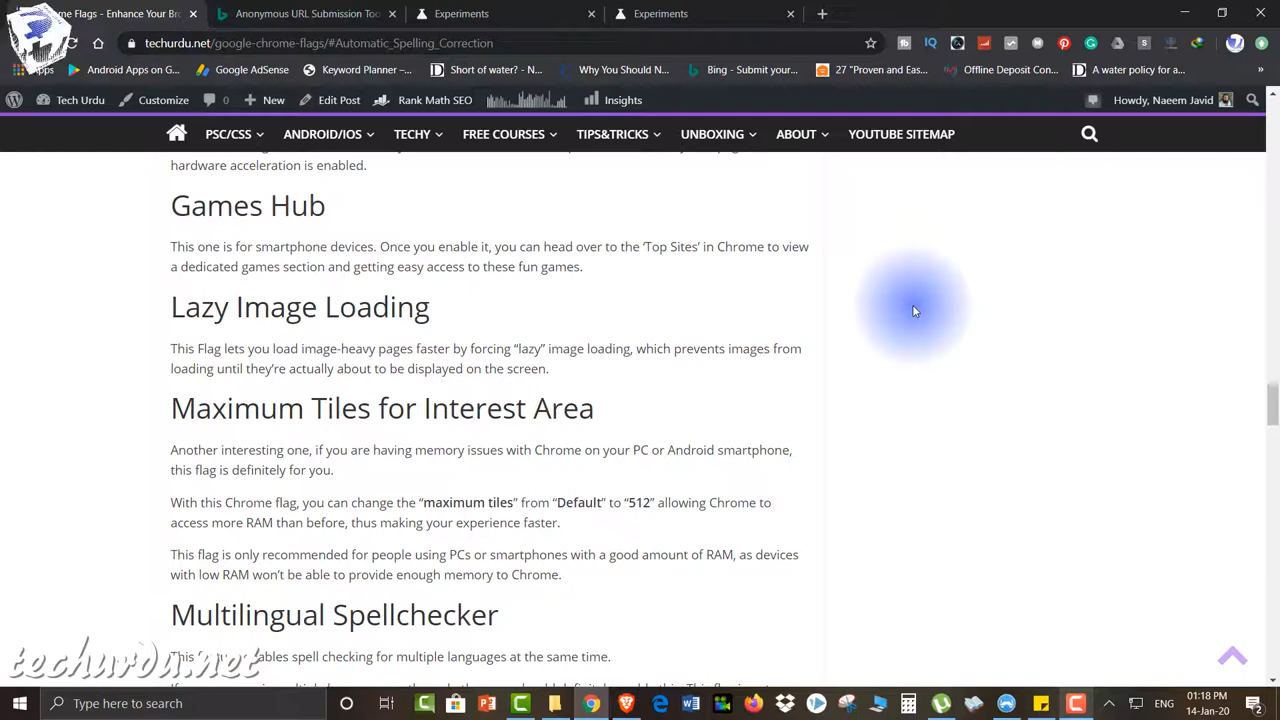 ome Flags - Enhance Your Bro
Anonymous URL Submission Too
Experiments
Experiments
techurdu.net/google-chrome-flags/#Automatic_Spelling_Correction
Apps
Android Apps on G...
Google AdSense
Keyword Planner –...
Short of water? - N...
Why You Should N...
Bing - Submit your...
27 "Proven and Eas...
Offline Deposit Con...
A water policy for a...
»
Tech Urdu
Customize
0
New
Edit Post
Rank Math SEO
Insights
Howdy, Naeem Javid
PSC/CSS
ANDROID/IOS
TECHY
FREE COURSES
TIPS&TRICKS
UNBOXING
ABOUT
YOUTUBE SITEMAP
hardware acceleration is enabled.
Games Hub
This one is for smartphone devices. Once you enable it, you can head over to the ‘Top Sites’ in Chrome to view
a dedicated games section and getting easy access to these fun games.
Lazy Image Loading
This Flag lets you load image-heavy pages faster by forcing “lazy” image loading, which prevents images from
loading until they’re actually about to be displayed on the screen.
Maximum Tiles for Interest Area
Another interesting one, if you are having memory issues with Chrome on your PC or Android smartphone,
this flag is definitely for you.
With this Chrome flag, you can change the “maximum tiles” from “Default” to “512” allowing Chrome to
access more RAM than before, thus making your experience faster.
This flag is only recommended for people using PCs or smartphones with a good amount of RAM, as devices
with low RAM won’t be able to provide enough memory to Chrome.
Multilingual Spellchecker
ables spell checking for multiple languages at the same time.
techurdu.net
Type here to search
ENG
01:18 PM
14-Jan-20